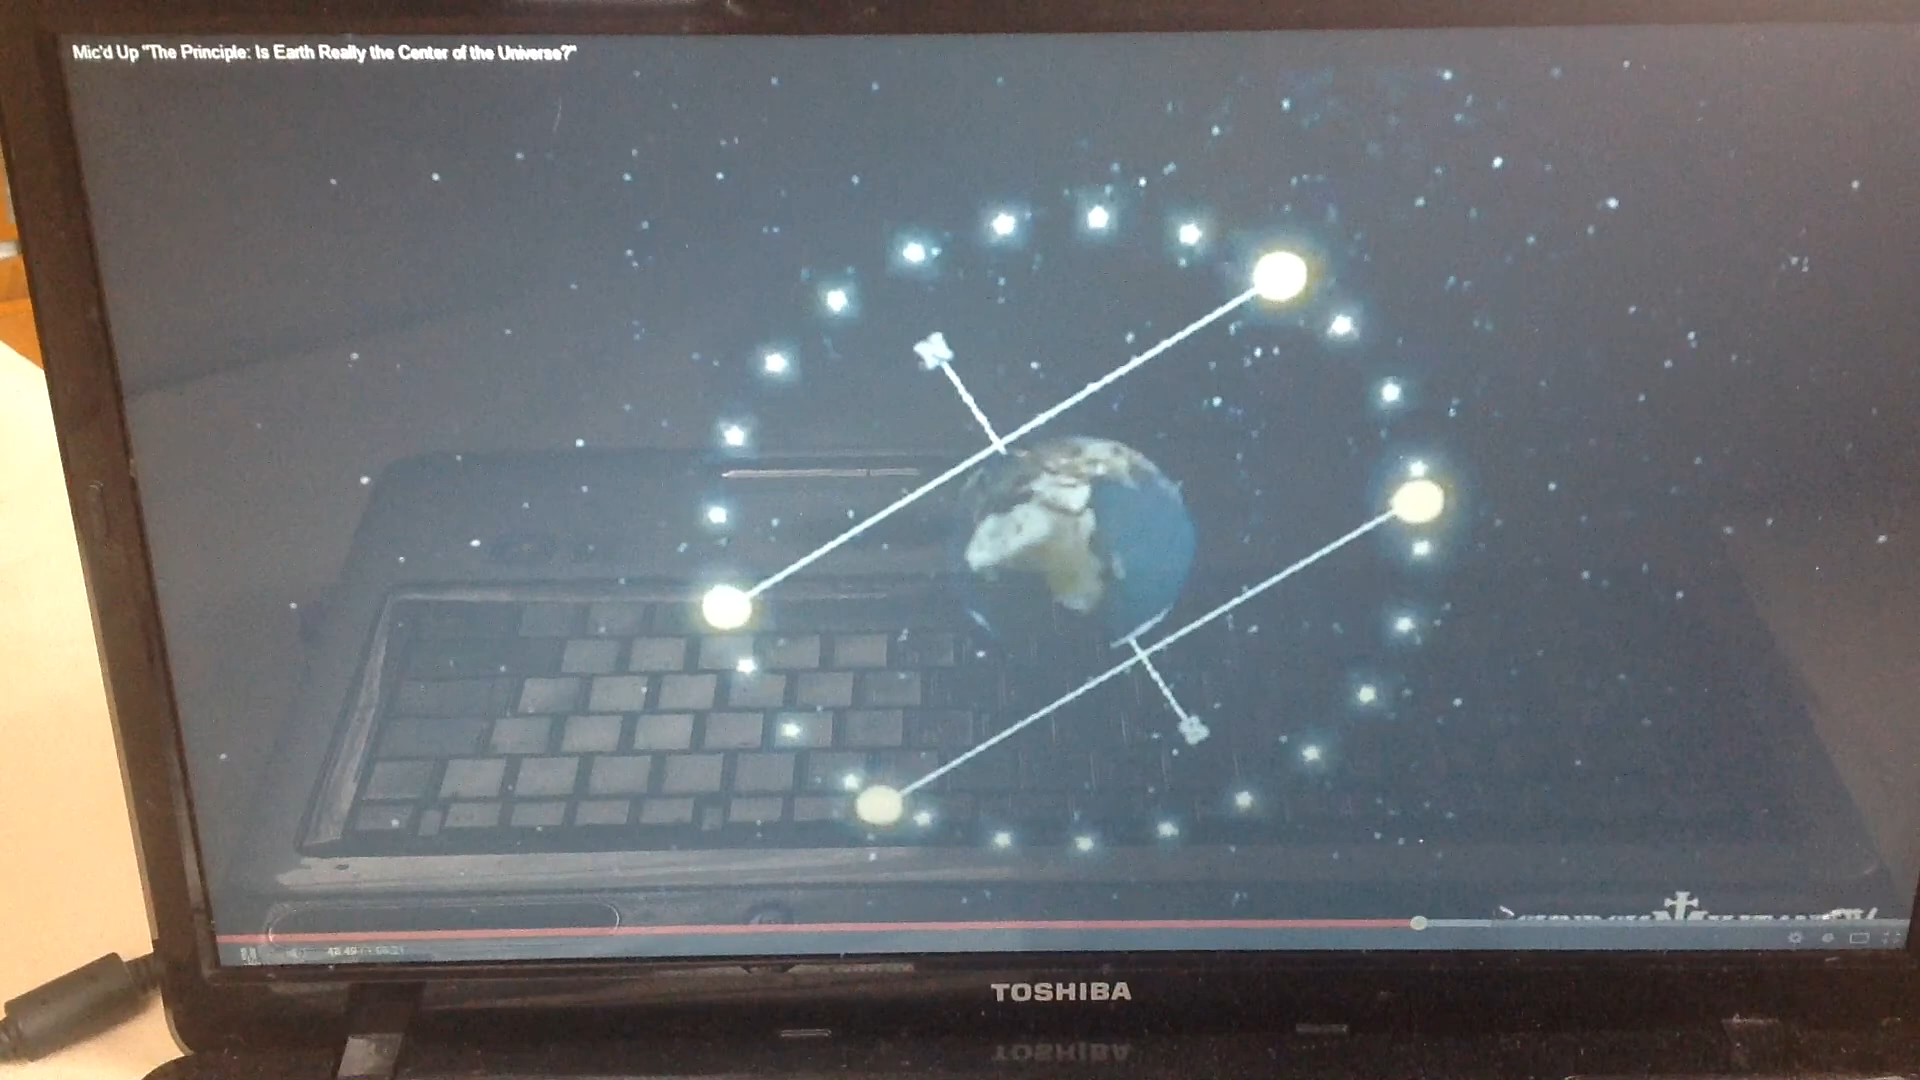 Mic'd Up "The Principle: Is Earth Really the Center of the Universe?"
TOSHIBA